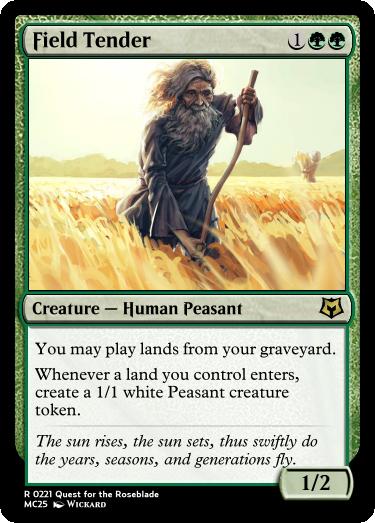 Field Tender 1
Creature — Human Peasant
You may play lands from your graveyard.
Whenever a land you control enters,
create a 1/1 white Peasant creature
token.
The sun rises, the sun sets, thus swiftly do
the years, seasons, and generations fly.
1/2
R 0221 Quest for the Roseblade
MC25 Wickard